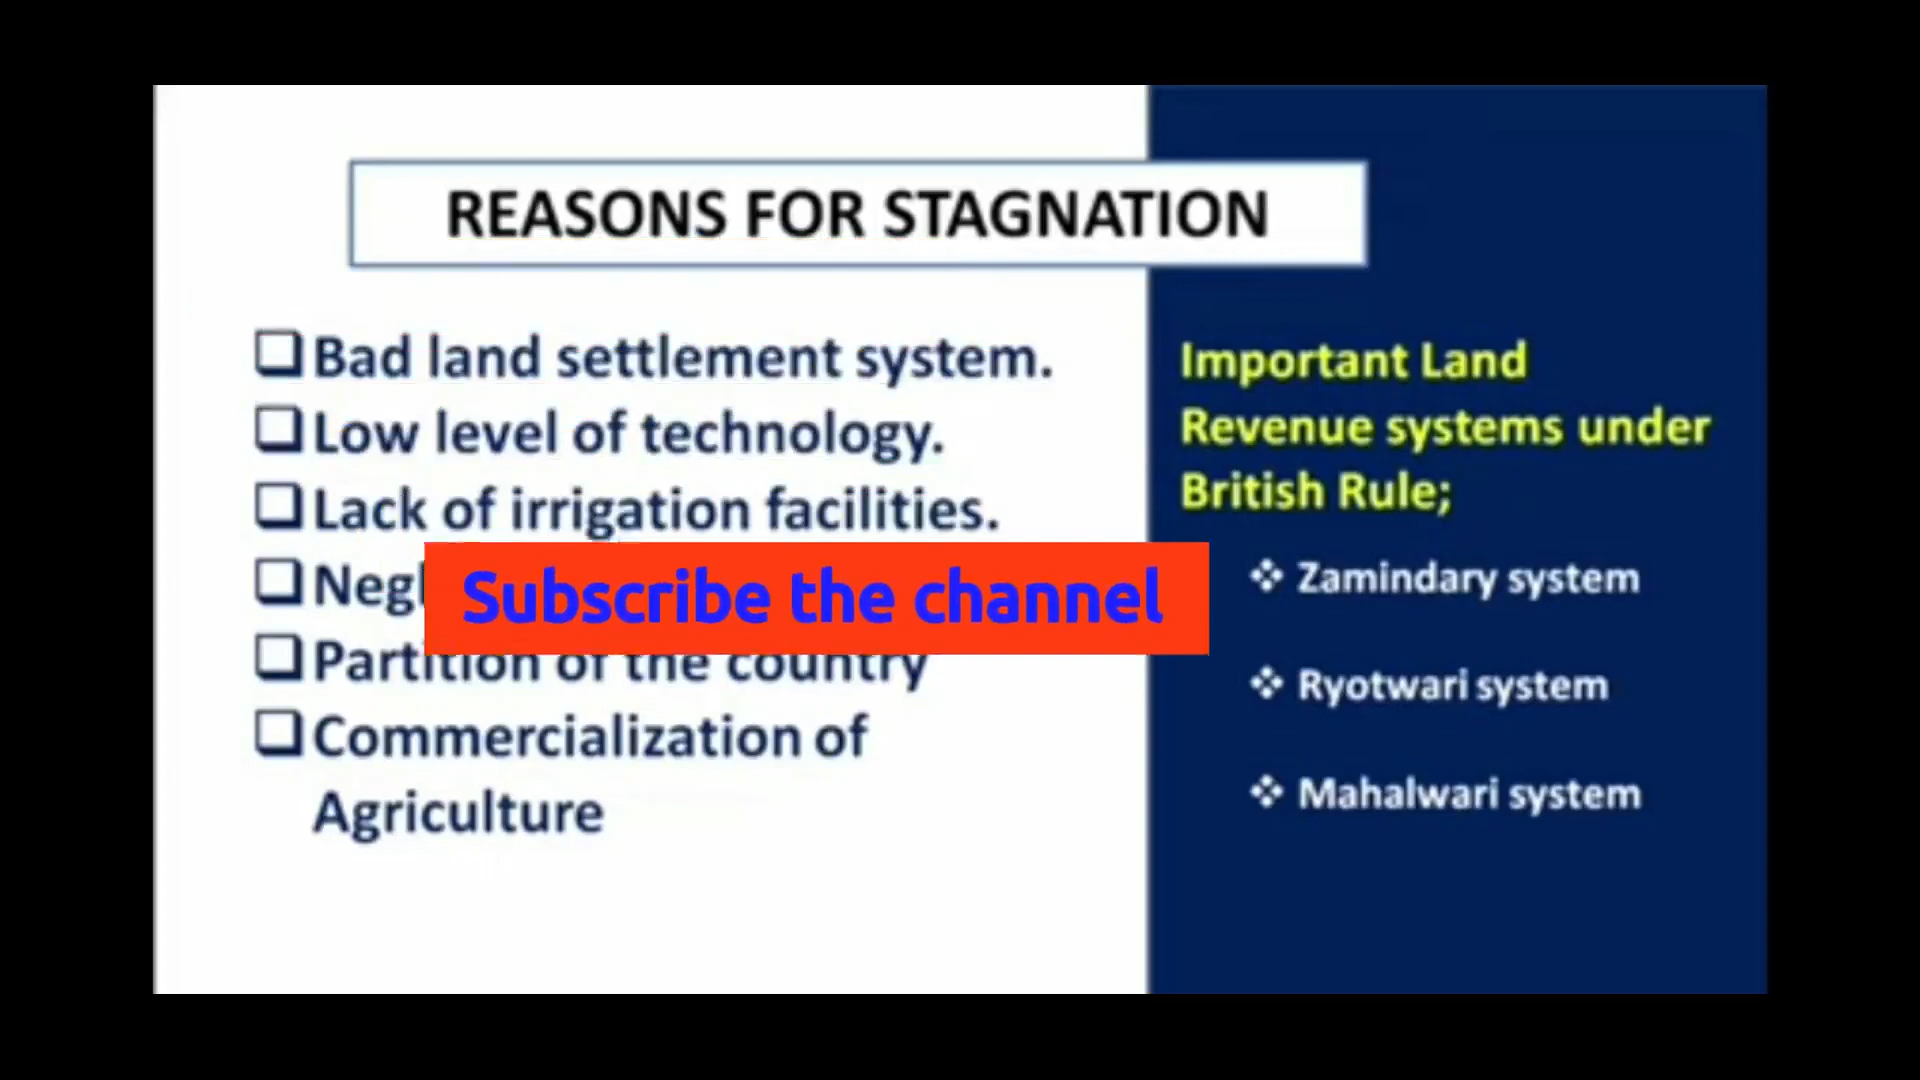 REASONS FOR STAGNATION
Bad land settlement system.
Low level of technology.
Lack of irrigation facilities.
Subscribe the channel
Partition of the country
Commercialization of
Agriculture
Important Land
Revenue systems under
British Rule;
Zamindary system
Ryotwari system
Mahalwari system